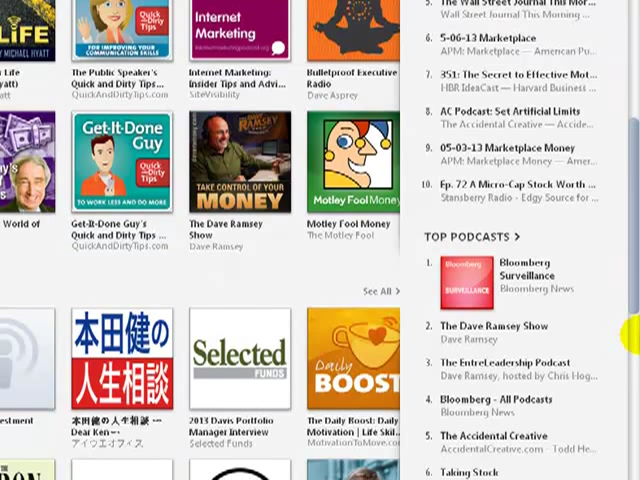 LIFE
MICHAEL HYATT
Quick
and Dirty
Tips
FOR IMPROVING YOUR
COMMUNICATION SKILLS
Internet
Marketing
Life
yatt)
The Public Speaker's
Quick and Dirty Tips ...
QuickAndDirtyTips.com
Internet Marketing:
Insider Tips and Advi...
SiteVisibility
Bulletproof Executive
Radio
Dave Asprey
Get-It-Done
Guy
Quick
and Dirty
Tips
TO WORK LESS AND DO MORE
DAVE RAMSEY
TAKE CONTROL OF YOUR
MONEY
Motley Fool Money
World of
Get-It-Done Guy's
Quick and Dirty Tips ...
QuickAndDirtyTips.com
The Dave Ramsey
Show
Dave Ramsey
Motley Fool Money
The Motley Fool
See All >
本田健の
人生相談
Selected
FUNDS
Daily
BOOST
estment
本田健の人生相談 ...
Dear Ken~
アイウエオフィス
2013 Davis Portfolio
Manager Interview
Selected Funds
The Daily Boost: Daily
Motivation | Life Skil...
MotivationToMove.com
5. The Wall Street Journal This Mor...
Wall Street Journal This Morning ...
6. 5-06-13 Marketplace
APM: Marketplace — American Pu...
7. 351: The Secret to Effective Mot...
HBR IdeaCast — Harvard Business ...
8. AC Podcast: Set Artificial Limits
The Accidental Creative — Accide...
9. 05-03-13 Marketplace Money
APM: Marketplace Money — Amer...
10. Ep. 72 A Micro-Cap Stock Worth ...
Stansberry Radio - Edgy Source for ...
TOP PODCASTS >
1. Bloomberg
SURVEILLANCE
Bloomberg
Surveillance
Bloomberg News
2. The Dave Ramsey Show
Dave Ramsey
3. The EntreLeadership Podcast
Dave Ramsey, hosted by Chris Hog...
4. Bloomberg - All Podcasts
Bloomberg News
5. The Accidental Creative
AccidentalCreative.com - Todd He...
6. Taking Stock